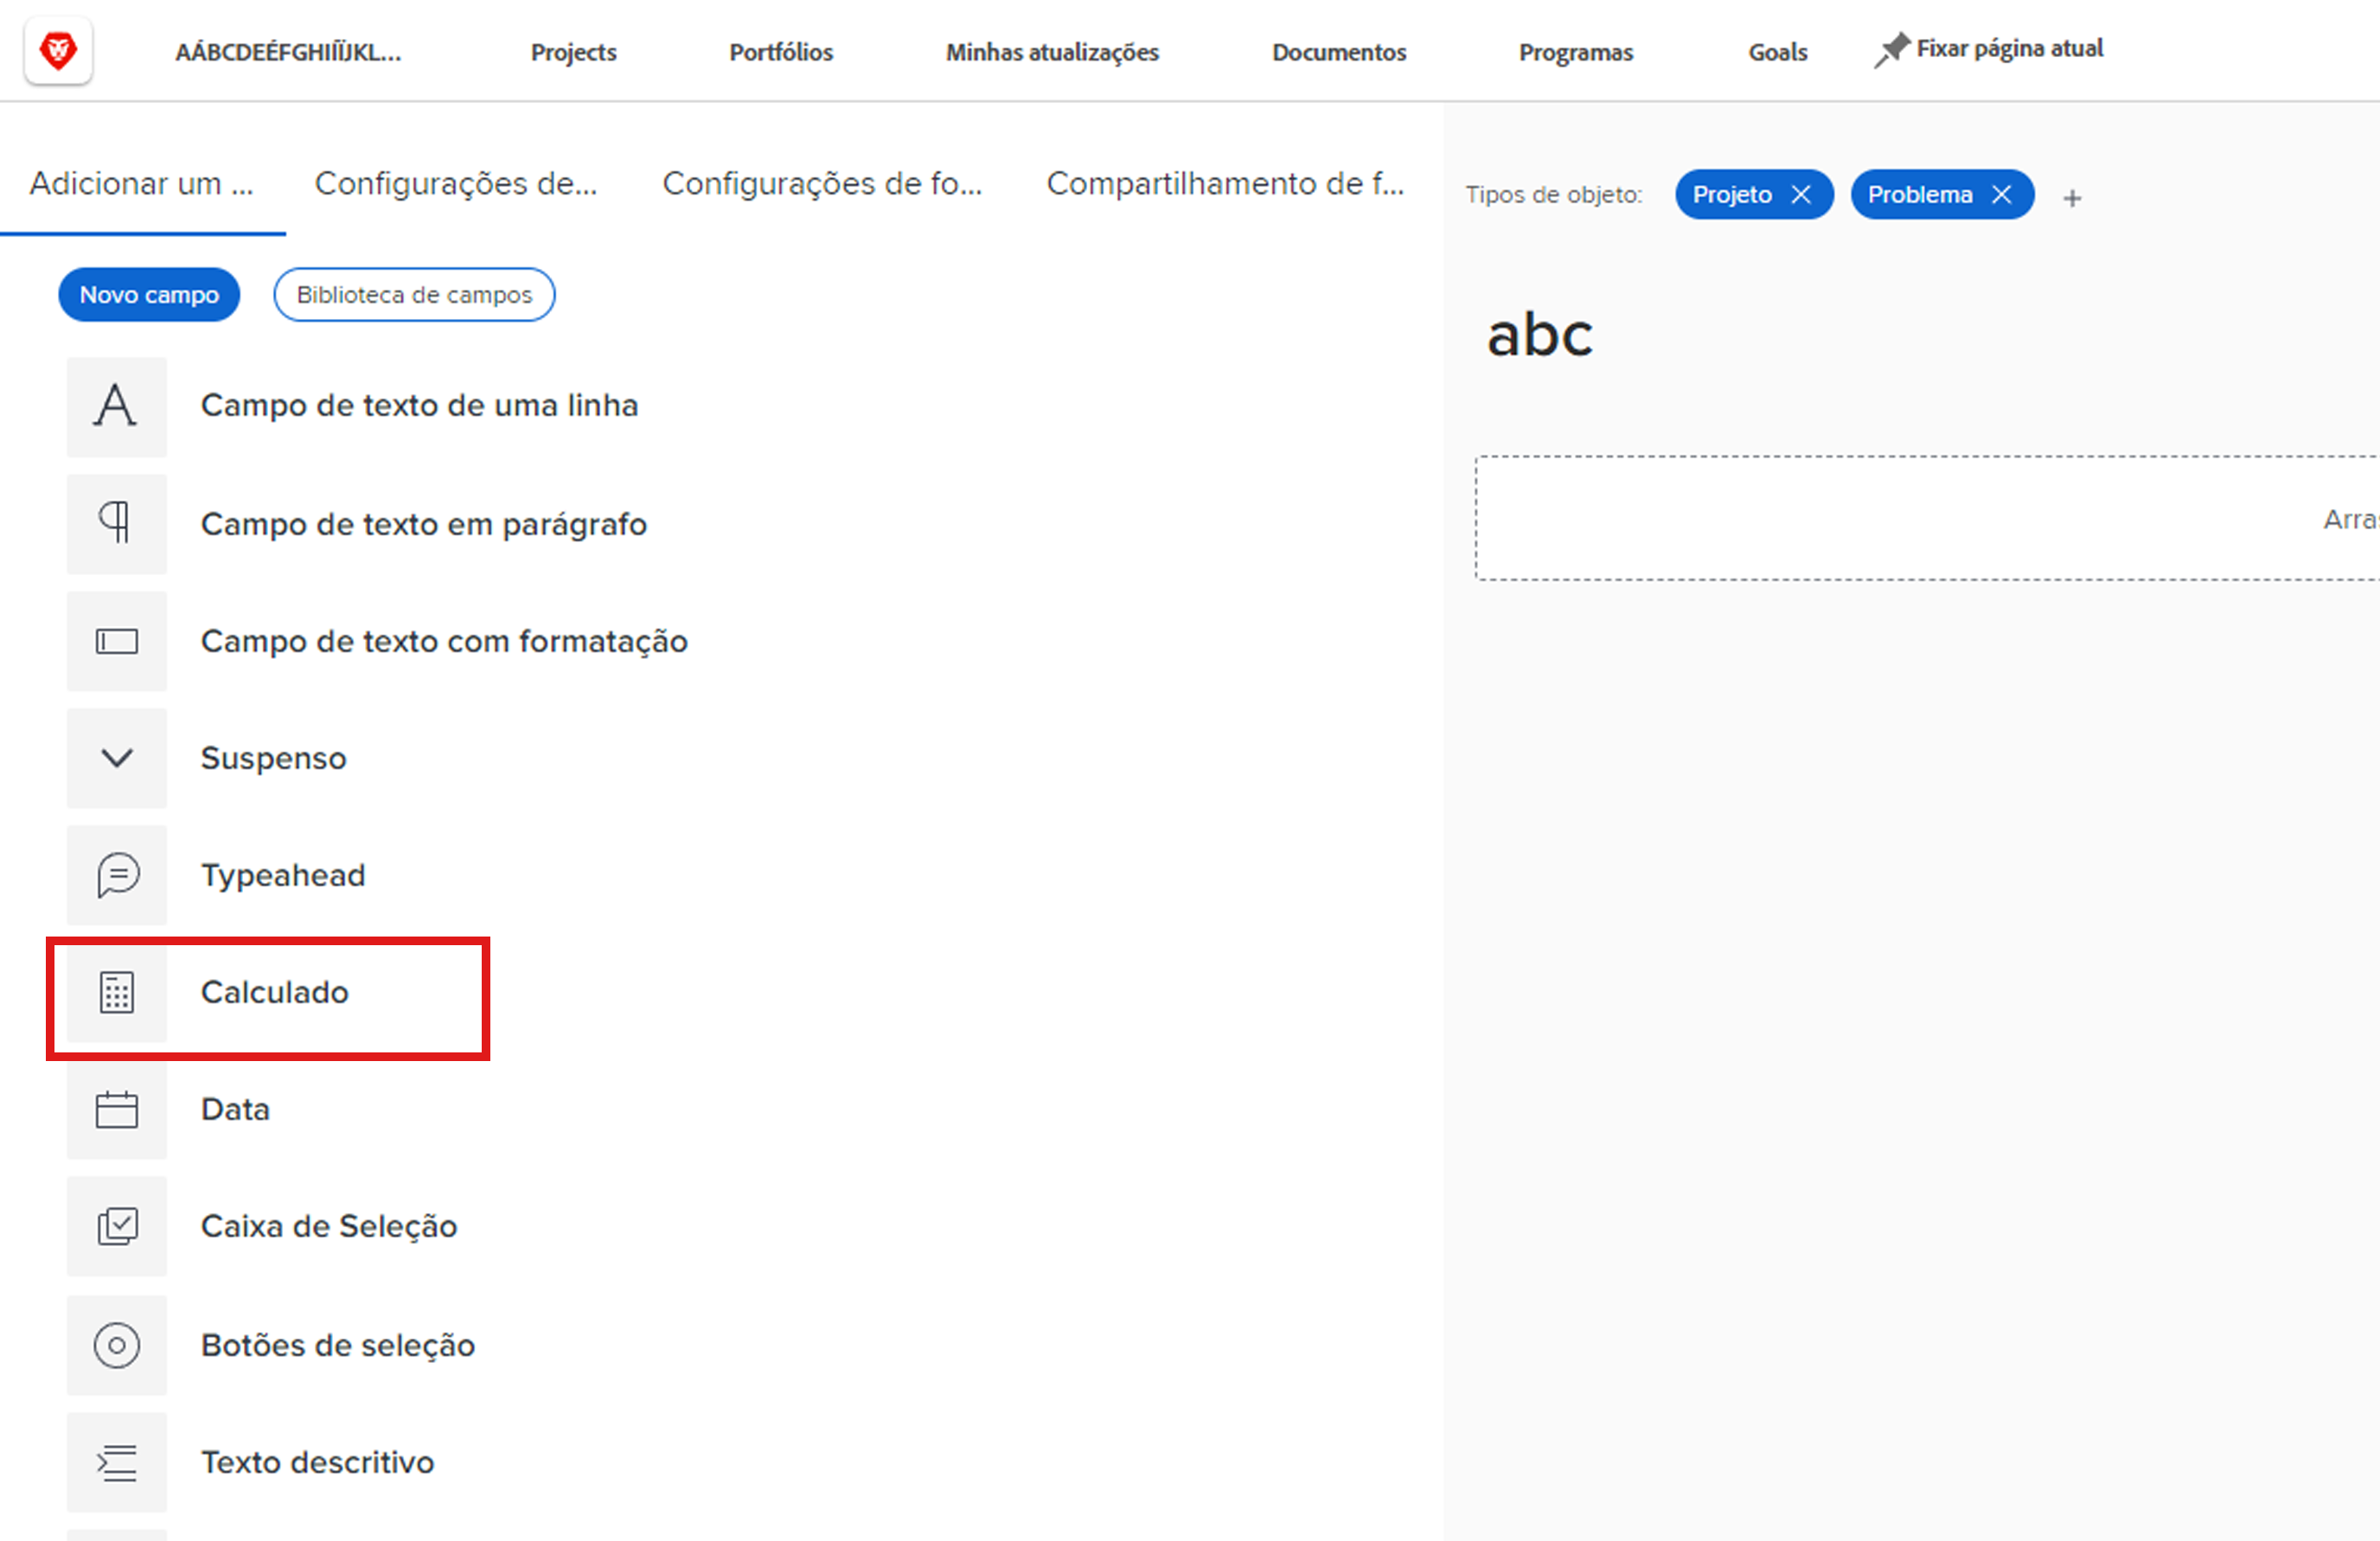 AÁBCDEÉFGHIÍÏJKL... Projects Portfólios Minhas atualizações Documentos Programas Goals Fixar página atual
Adicionar um ... Configurações de... Configurações de fo... Compartilhamento de f...
Tipos de objeto: Projeto Problema
Novo campo Biblioteca de campos
abc
Campo de texto de uma linha
Campo de texto em parágrafo
Arras
Campo de texto com formatação
Suspenso
Typeahead
Calculado
Data
Caixa de Seleção
Botões de seleção
Texto descritivo